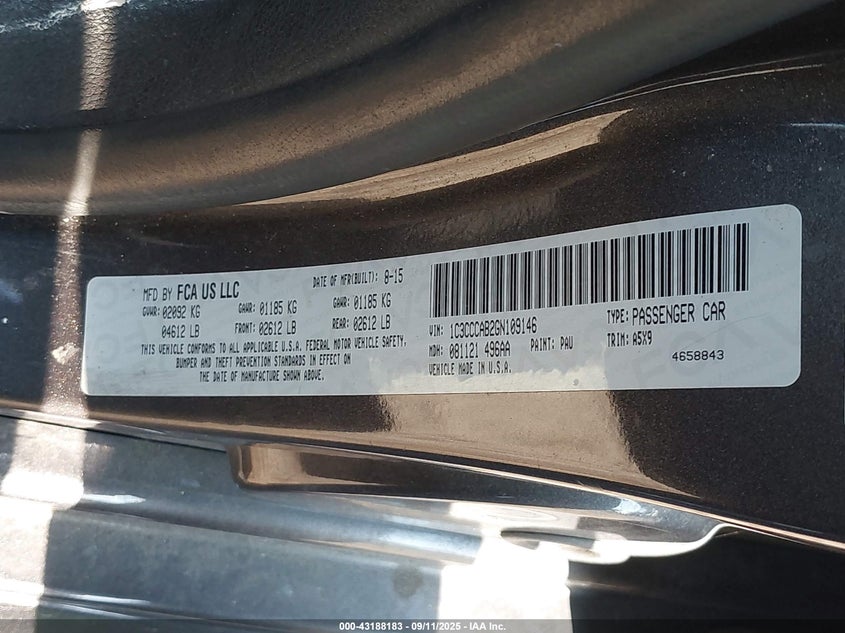 MFD BY FCA US LLC DATE OF MFR(BUILT): 8-15
GVWR: 02092 KG GAWR: 01185 KG GAWR: 01185 KG
04612 LB FRONT: 02612 LB REAR: 02612 LB
THIS VEHICLE CONFORMS TO ALL APPLICABLE U.S.A. FEDERAL MOTOR VEHICLE SAFETY,
BUMPER AND THEFT PREVENTION STANDARDS IN EFFECT ON
THE DATE OF MANUFACTURE SHOWN ABOVE.
VIN: 1C3CCCAB2GN109146 TYPE: PASSENGER CAR
MDH: 081121 496AA PAINT: PAU TRIM: A5X9
VEHICLE MADE IN U.S.A. 4658843
000-43188183 - 09/11/2025 - IAA Inc.